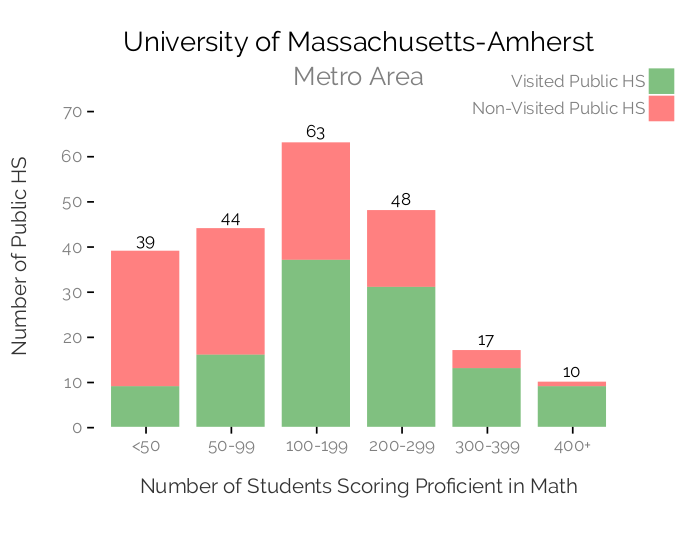 University of Massachusetts-Amherst
Metro Area
Visited Public HS
Non-Visited Public HS
Number of Public HS
70
60
50
40
30
20
10
0
39
44
63
48
17
10
<50 50-99 100-199 200-299 300-399 400+
Number of Students Scoring Proficient in Math